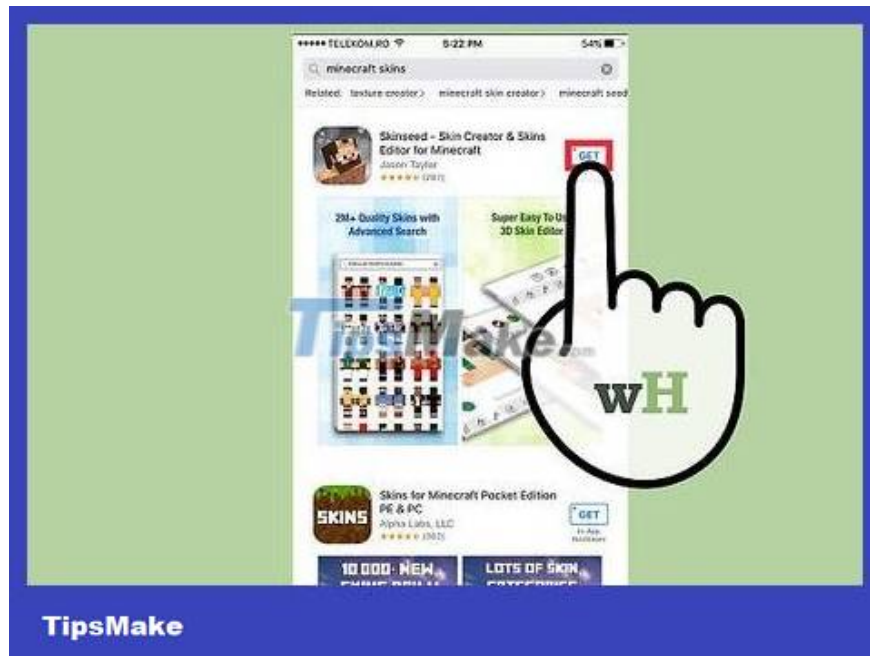 TELEKOM.RO 5:22 PM 54%
minecraft skins
Related: texture creator > minecraft skin creator > minecraft seed
Skinseed - Skin Creator & Skins
Editor for Minecraft
Jason Taylor
GET
2M+ Quality Skins with
Advanced Search
Super Easy To Us
3D Skin Editor
TipsMake.com
wH
Skins for Minecraft Pocket Edition
PE & PC
Alpha Labs, LLC
SKINS
GET
In-App
Purchases
10 000+ NEW
LOTS OF SKIN
TipsMake